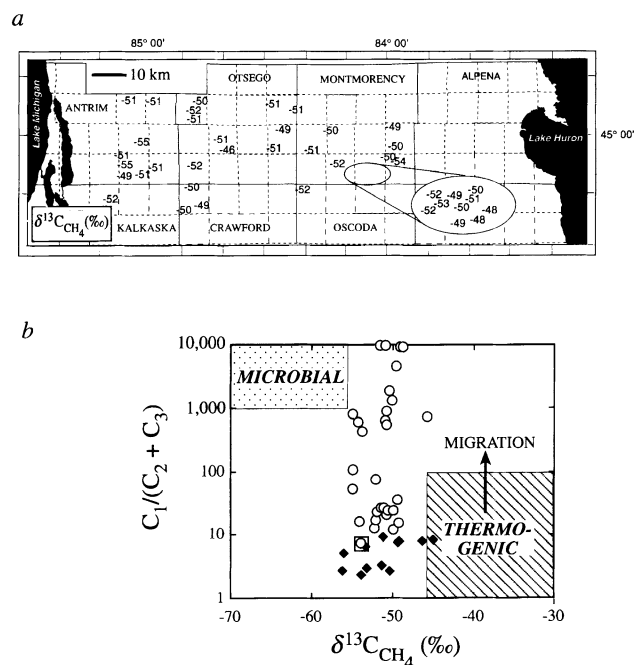 a
85° 00'
84° 00'
10 km
OTSEGO
MONTMORENCY
ALPENA
ANTRIM
Lake Michigan
Lake Huron
45° 00'
-51 -51 -50 -51
-52 -51
-51
-49 -50 -49
-55 -51 -46 -51 -51 -50
-51 -50 -54
-55 -51 -52 -52
-49 -51
-50 -52
-52 -50 -49
-52 -49 -50
-53 -51
-52 -50 -48
-49 -48
δ¹³C_CH₄(‰)
KALKASKA
CRAWFORD
OSCODA
b
10,000
1,000
100
10
1
C₁/(C₂ + C₃)
MICROBIAL
MIGRATION
THERMO-
GENIC
-70 -60 -50 -40 -30
δ¹³C_CH₄ (‰)